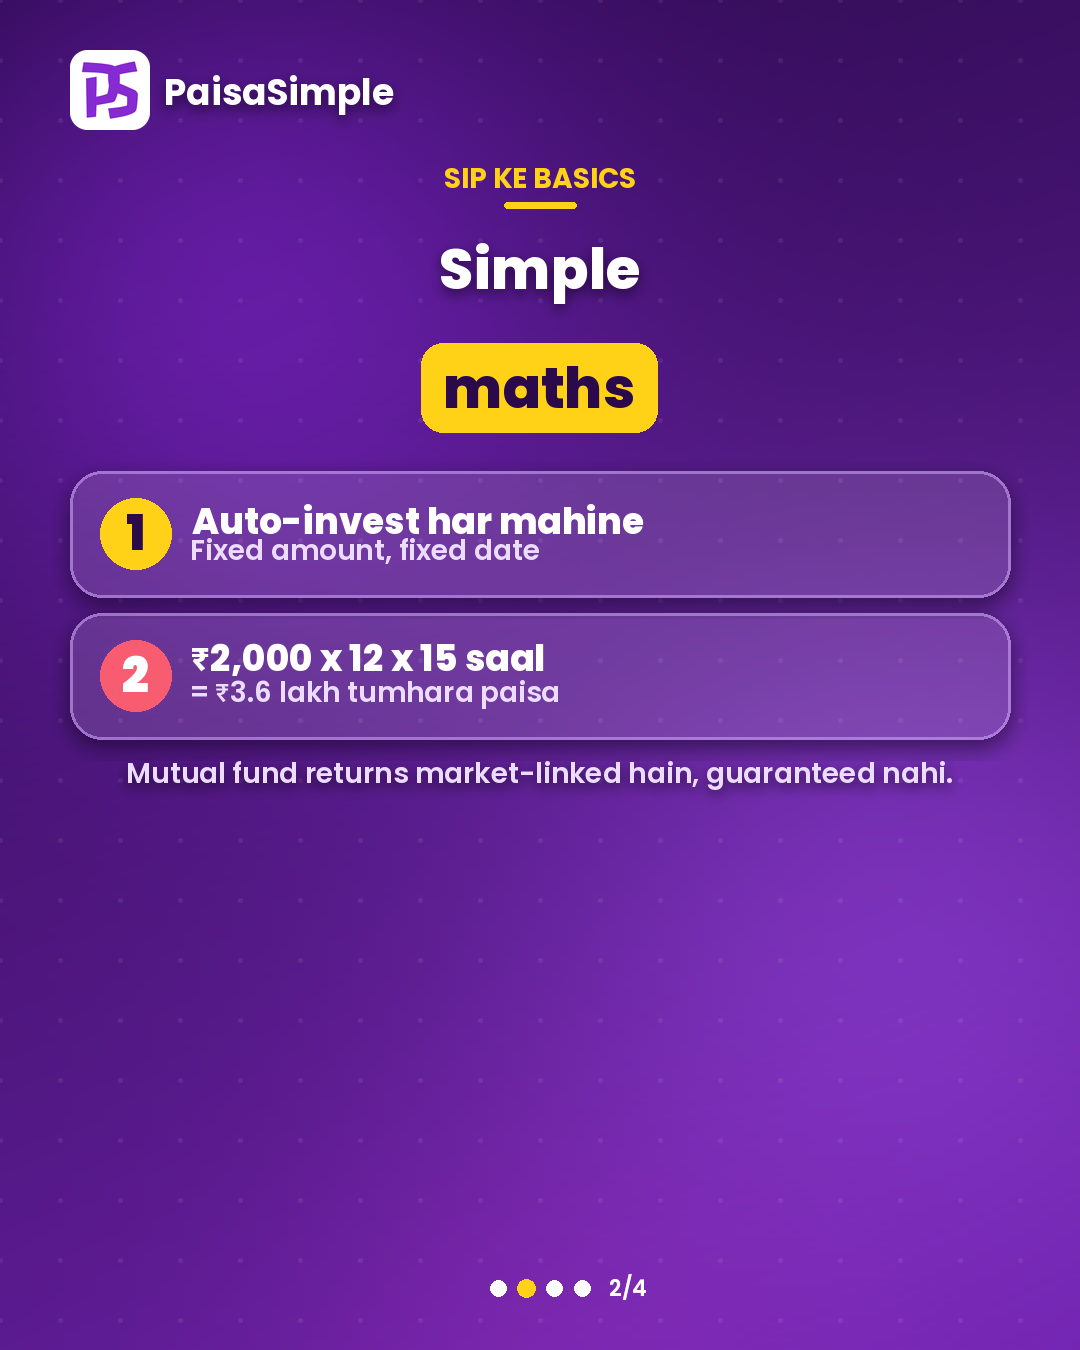 PaisaSimple
SIP KE BASICS
Simple
maths
1
Auto-invest har mahine
Fixed amount, fixed date
2
₹2,000 x 12 x 15 saal
= ₹3.6 lakh tumhara paisa
Mutual fund returns market-linked hain, guaranteed nahi.
2/4